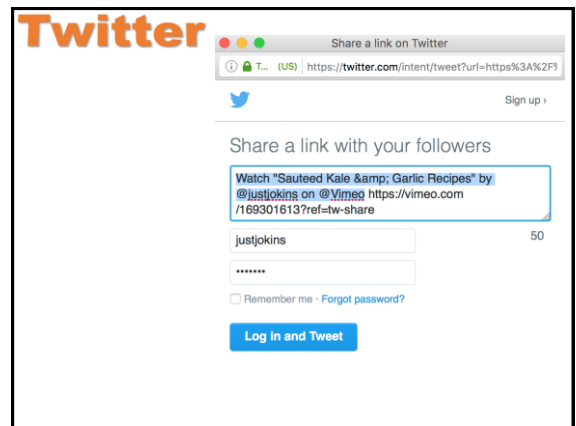 Twitter
Share a link on Twitter
T... (US) https://twitter.com/intent/tweet?url=https%3A%2F%
Sign up ›
Share a link with your followers
Watch "Sauteed Kale &amp; Garlic Recipes" by
@justjokins on @Vimeo https://vimeo.com
/169301613?ref=tw-share
justjokins 50
•••••••
Remember me · Forgot password?
Log in and Tweet